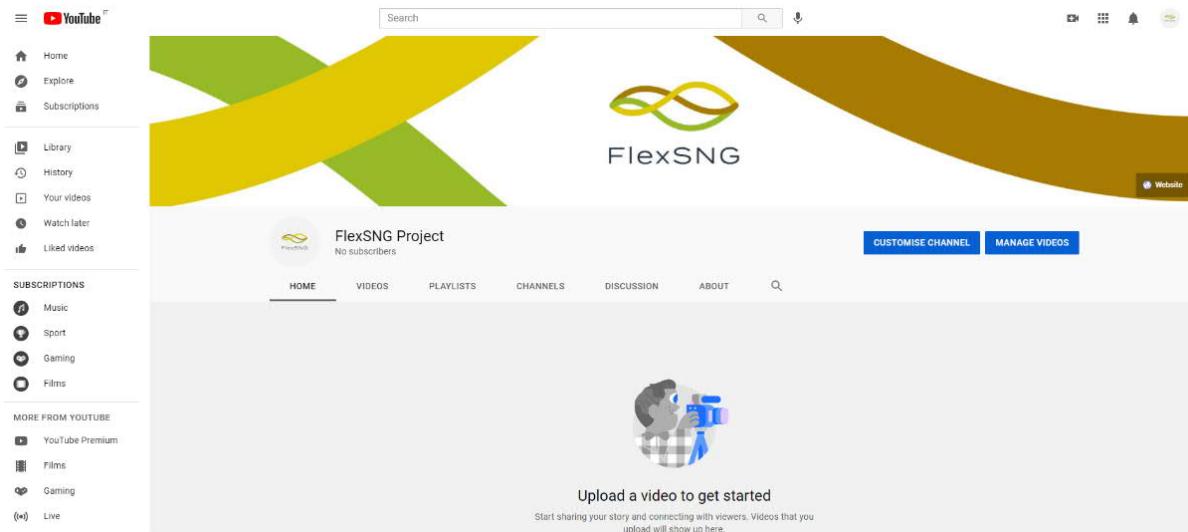 YouTube IT
Search
Home
Explore
Subscriptions
Library
History
Your videos
Watch later
Liked videos
SUBSCRIPTIONS
Music
Sport
Gaming
Films
MORE FROM YOUTUBE
YouTube Premium
Films
Gaming
Live
FlexSNG
Website
FlexSNG
FlexSNG Project
No subscribers
CUSTOMISE CHANNEL MANAGE VIDEOS
HOME VIDEOS PLAYLISTS CHANNELS DISCUSSION ABOUT
Upload a video to get started
Start sharing your story and connecting with viewers. Videos that you
upload will show up here.